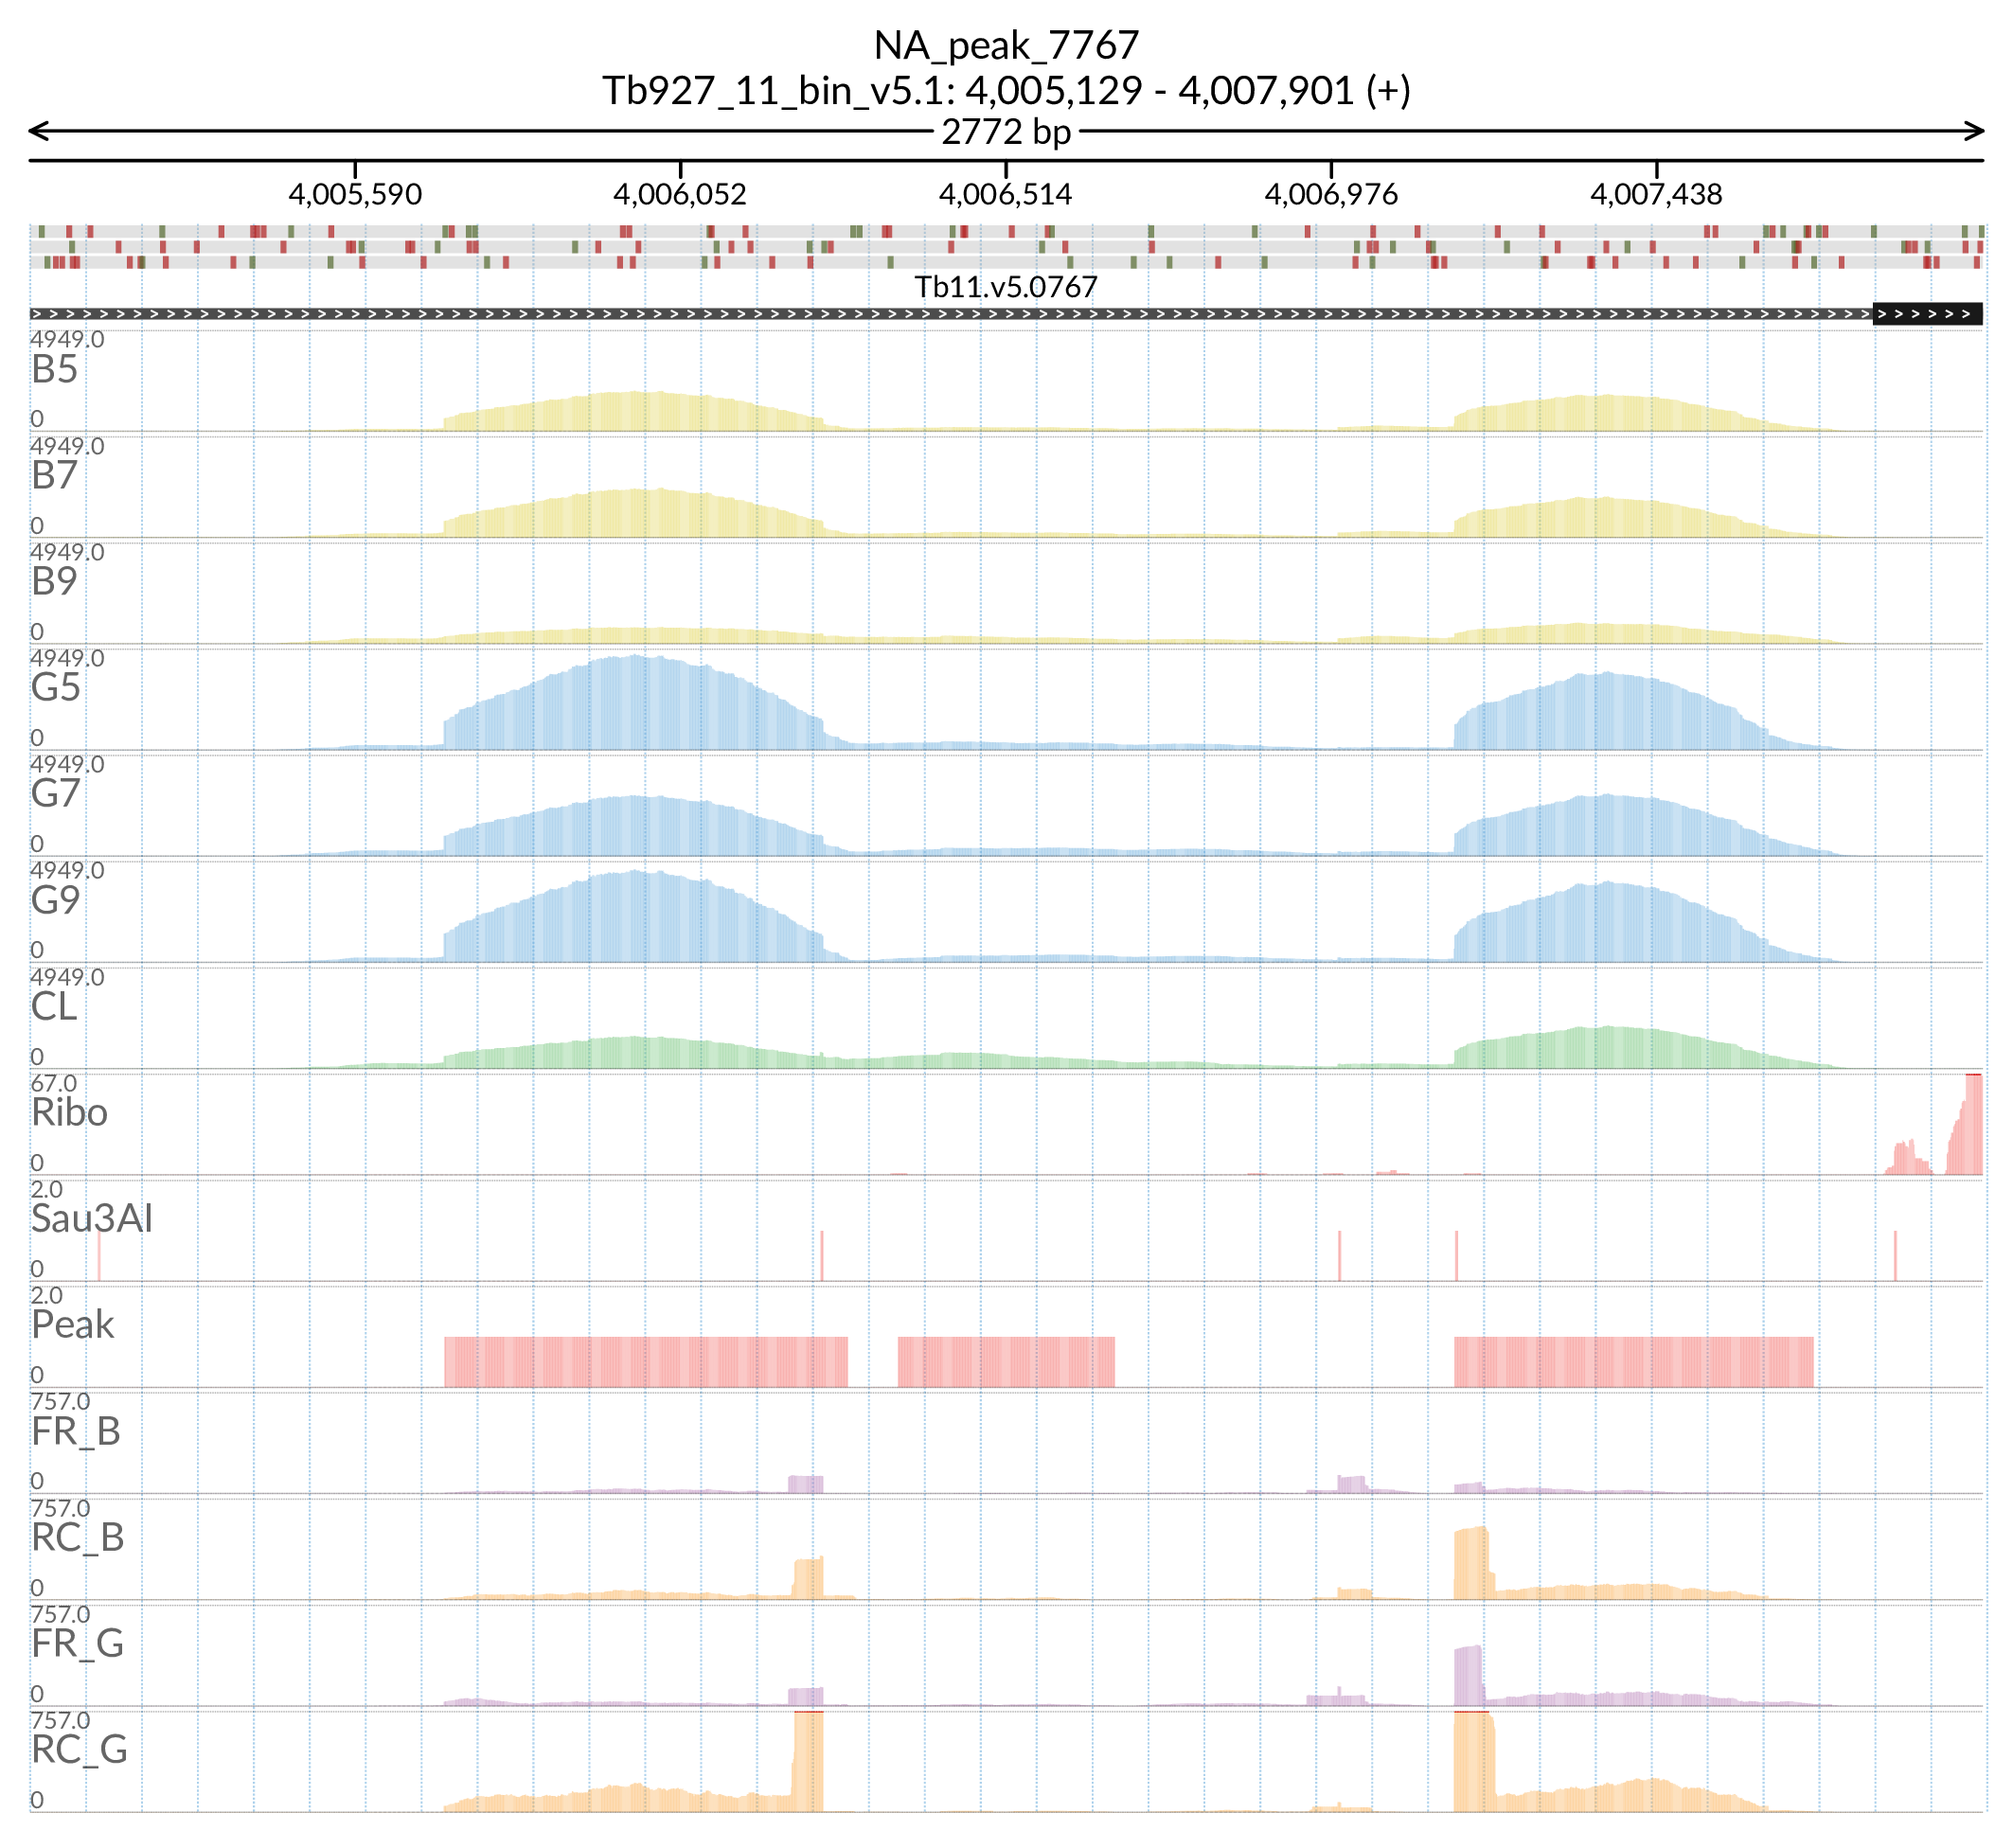 NA_peak_7767
Tb927_11_bin_v5.1: 4,005,129 - 4,007,901 (+)
2772 bp
4,005,590 4,006,052 4,006,514 4,006,976 4,007,438
Tb11.v5.0767
4949.0
B5
0
4949.0
B7
0
4949.0
B9
0
4949.0
G5
0
4949.0
G7
0
4949.0
G9
0
4949.0
CL
0
67.0
Ribo
0
2.0
Sau3AI
0
2.0
Peak
0
757.0
FR_B
0
757.0
RC_B
0
757.0
FR_G
0
757.0
RC_G
0